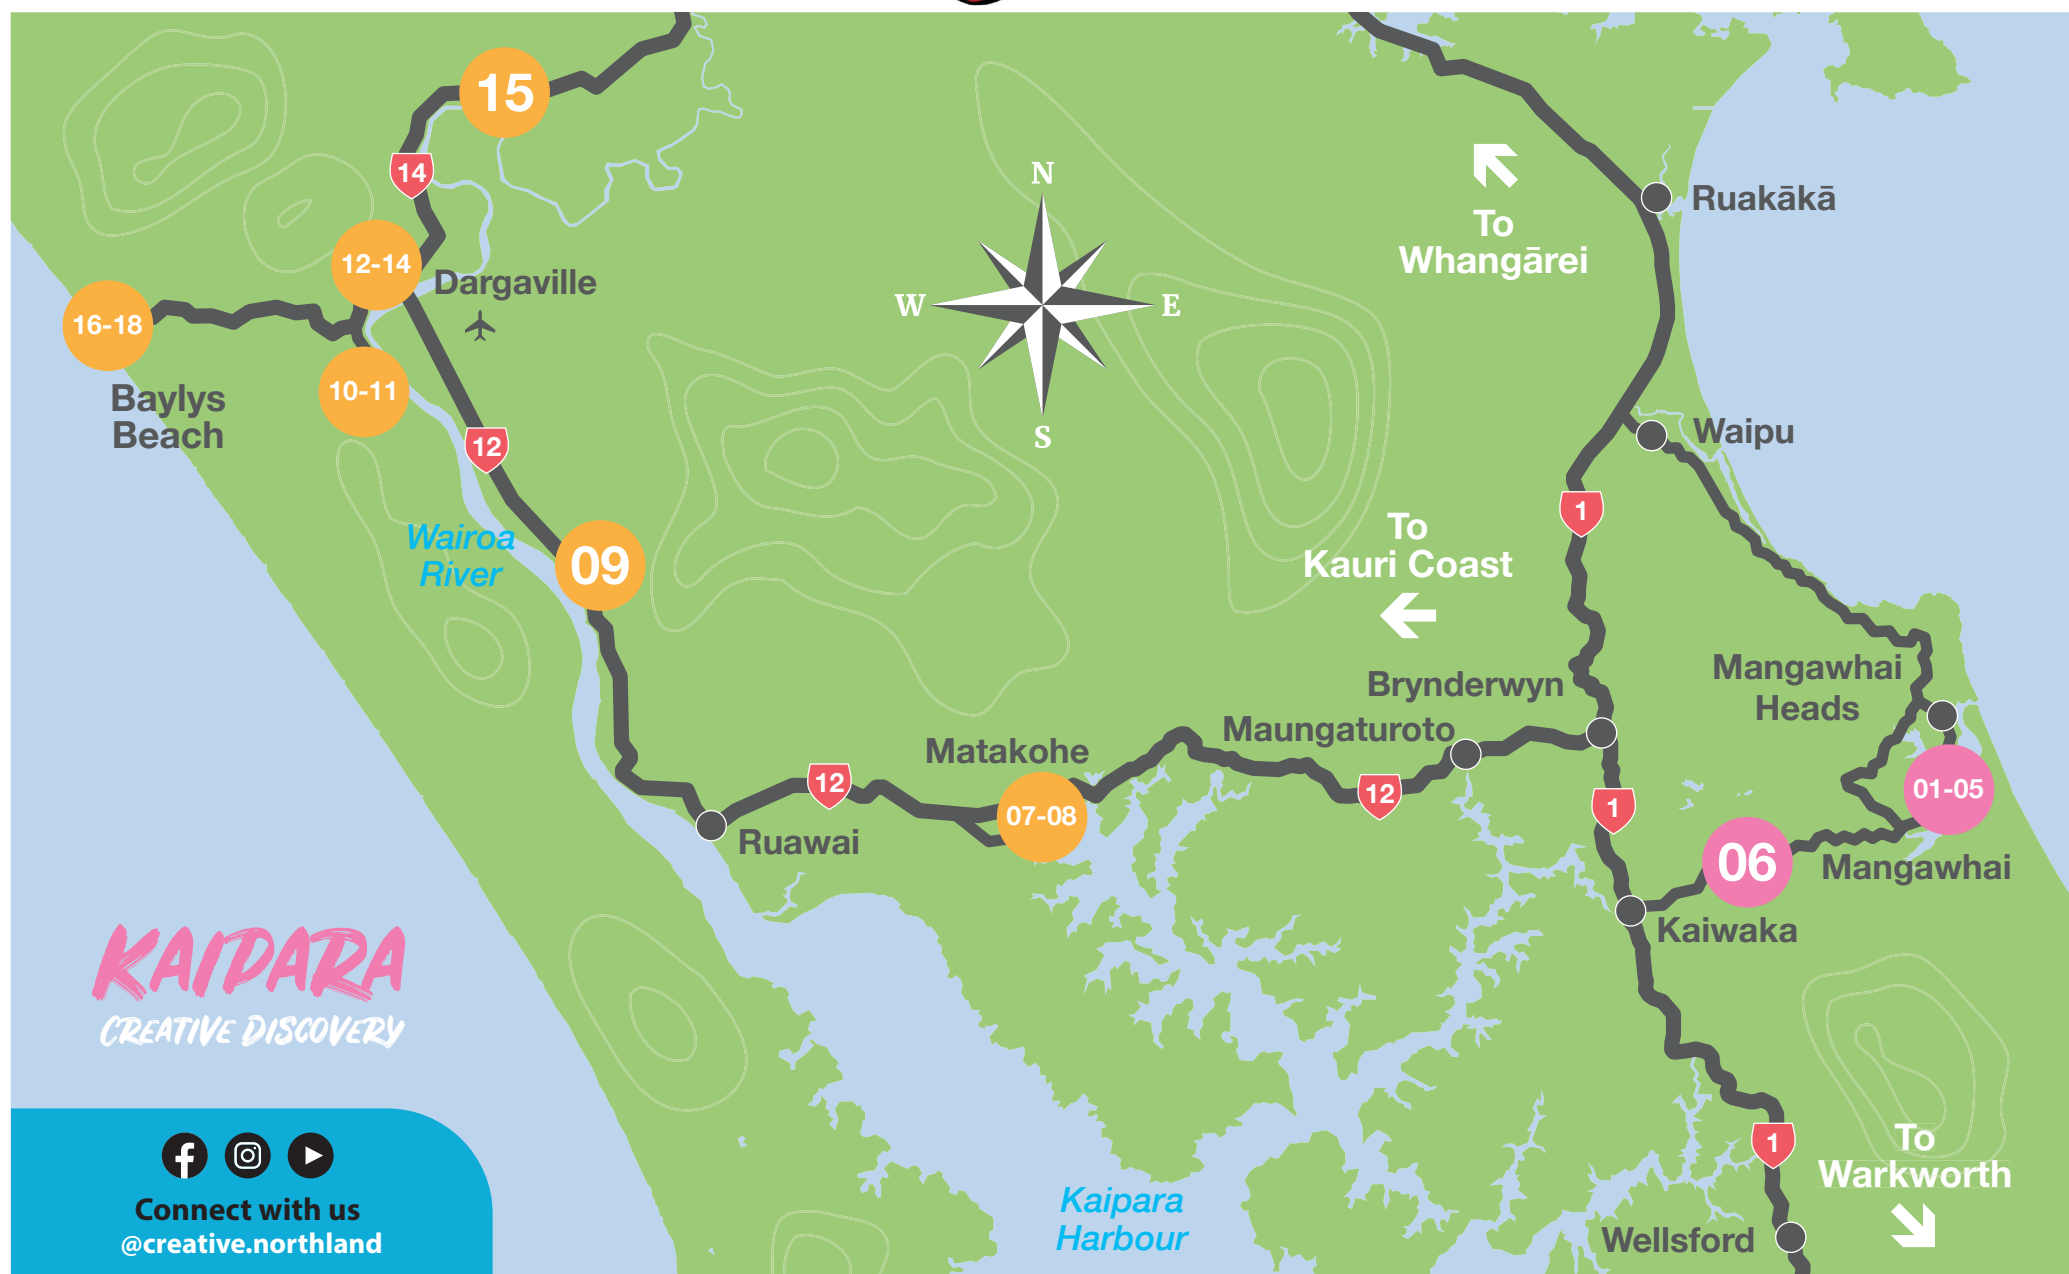 15
14
N
To
Whangārei
Ruakākā
12-14
Dargaville
W
E
16-18
Baylys
Beach
10-11
12
S
Waipu
Wairoa
River
09
To
Kauri Coast
1
Brynderwyn
Mangawhai
Heads
Maungaturoto
Matakohe
12
07-08
12
1
01-05
Ruawai
06
Mangawhai
Kaiwaka
KAIPARA
CREATIVE DISCOVERY
1
To
Warkworth
Kaipara
Harbour
Wellsford
Connect with us
@creative.northland